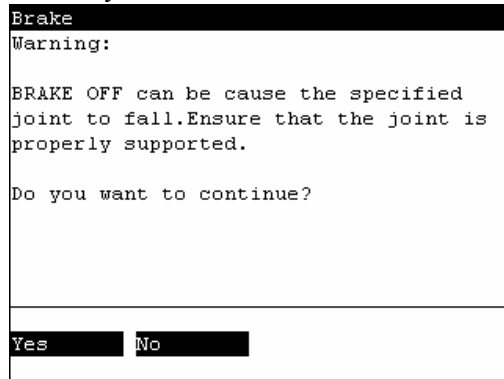 Brake
Warning:
BRAKE OFF can be cause the specified
joint to fall.Ensure that the joint is
properly supported.
Do you want to continue?
Yes No